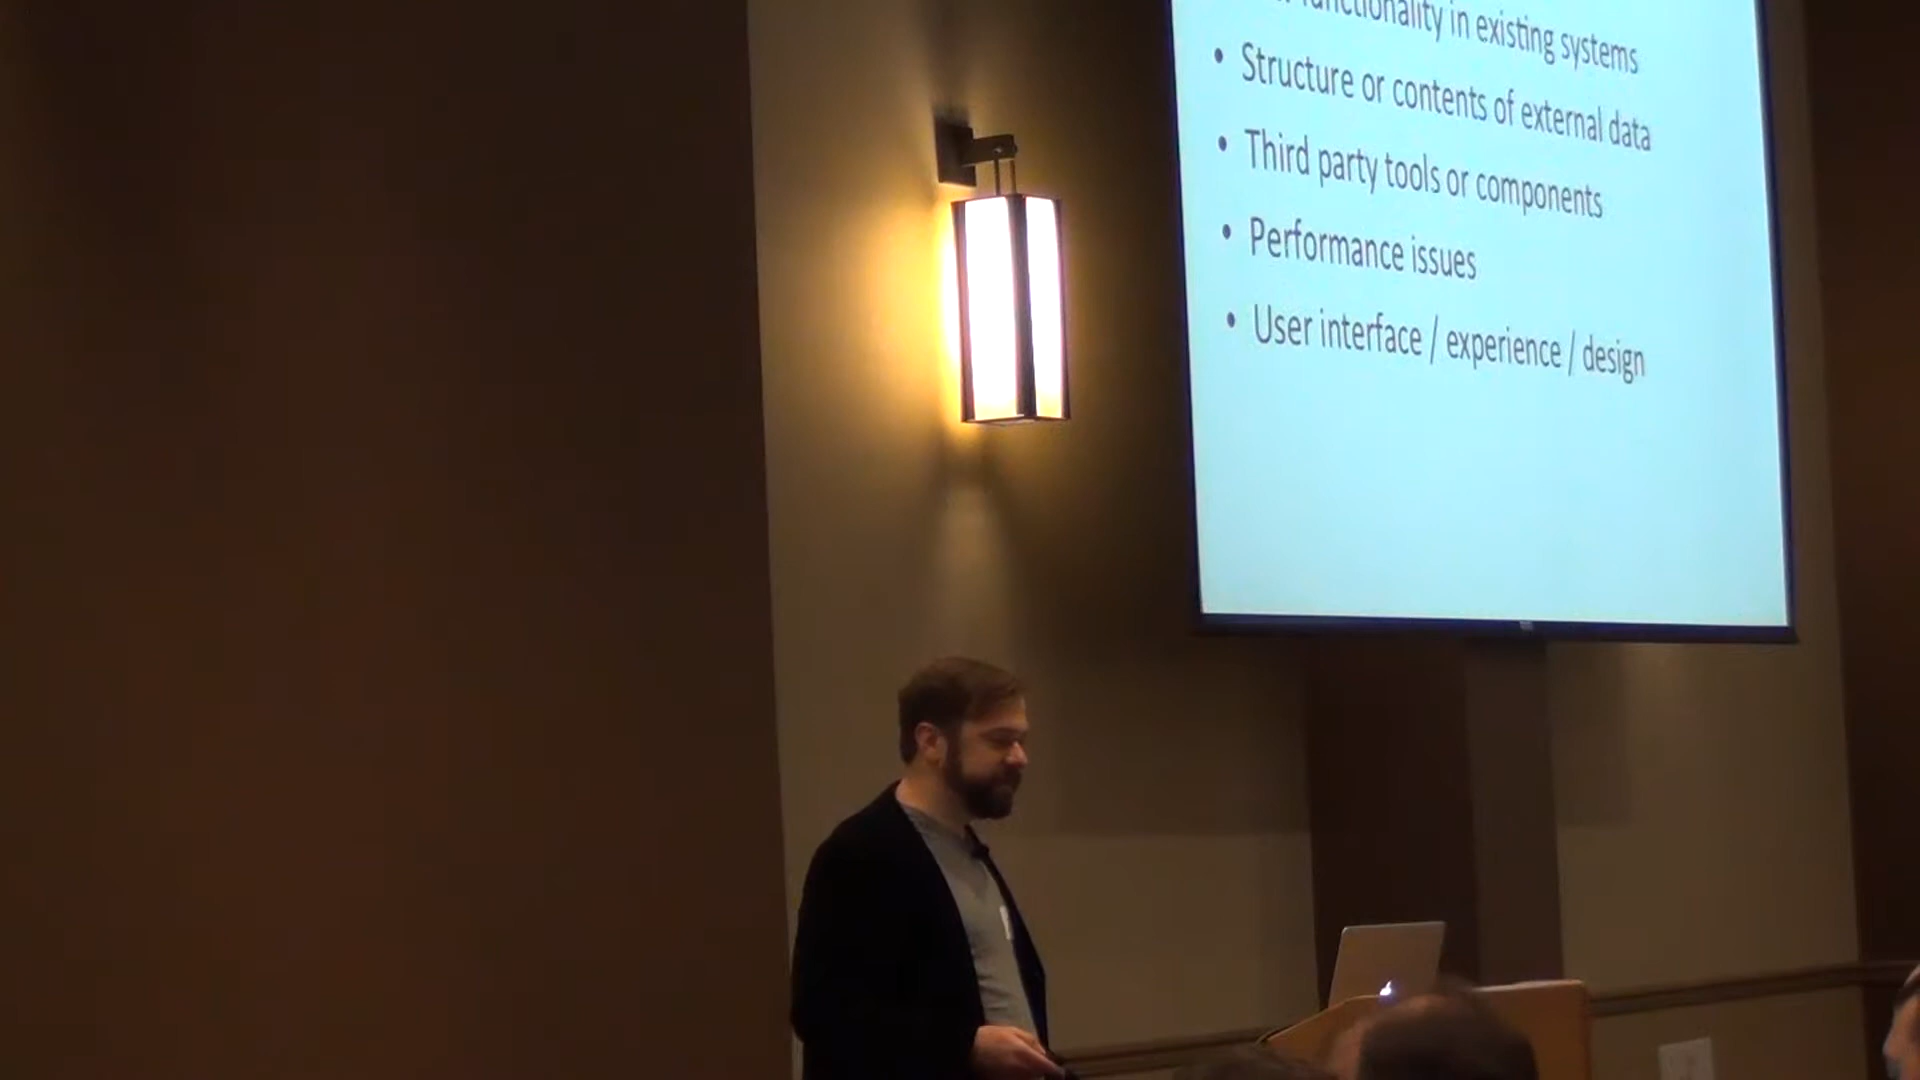 functionality in existing systems
• Structure or contents of external data
• Third party tools or components
• Performance issues
• User interface / experience / design